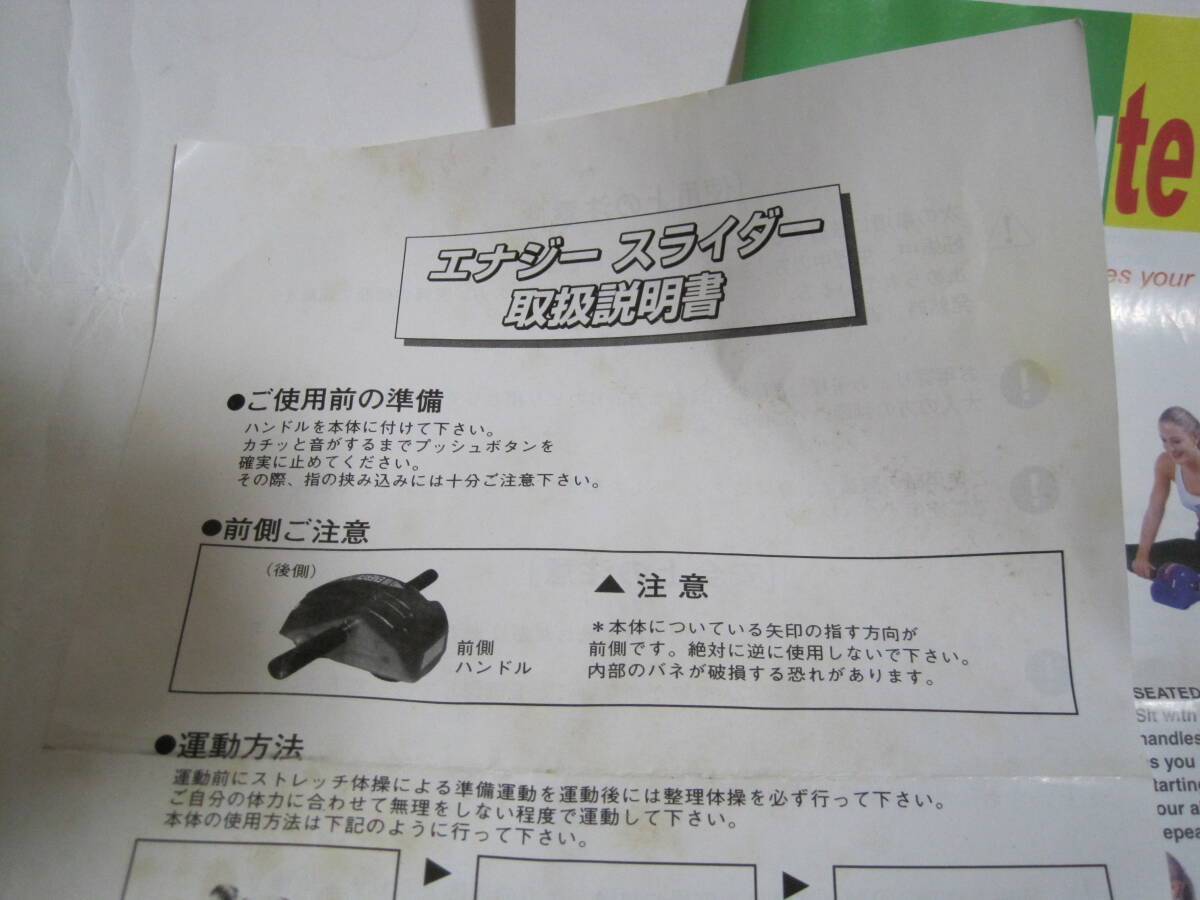 エナジー スライダー
取扱説明書
●ご使用前の準備
ハンドルを本体に付けて下さい。
カチッと音がするまでプッシュボタンを
確実に止めてください。
その際、指の挟み込みには十分ご注意下さい。
●前側ご注意
(後側)
前側
ハンドル
▲ 注意
＊本体についている矢印の指す方向が
前側です。絶対に逆に使用しないで下さい。
内部のバネが破損する恐れがあります。
●運動方法
運動前にストレッチ体操による準備運動を運動後には整理体操を必ず行って下さい。
ご自分の体力に合わせて無理をしない程度で運動して下さい。
本体の使用方法は下記のように行って下さい。
te
es your
SEATED
Sit with
handles
s you
tartin
our a
epea